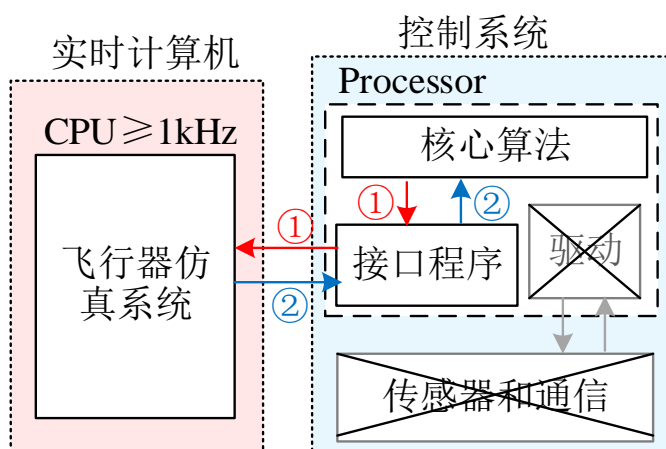 实时计算机
控制系统
CPU≥1kHz
飞行器仿
真系统
Processor
核心算法
①
②
①
②
接口程序
驱动
传感器和通信